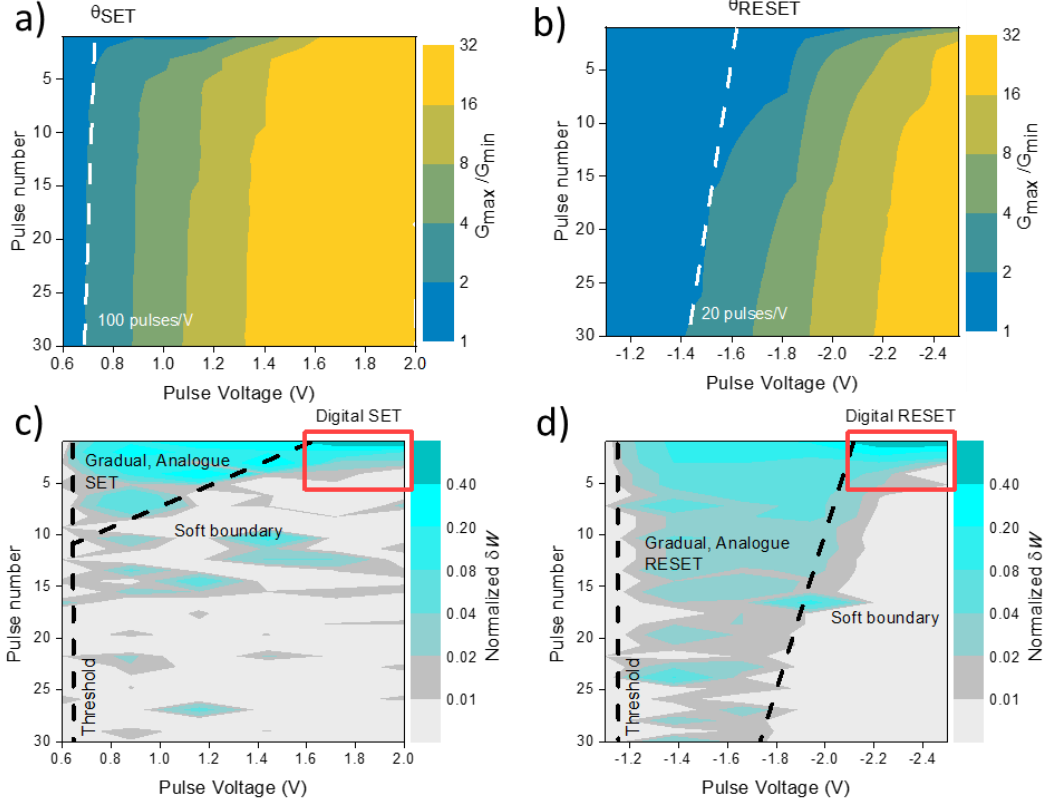 a)
θSET
Pulse number
5
10
15
20
25
30
100 pulses/V
0.6 0.8 1.0 1.2 1.4 1.6 1.8 2.0
Pulse Voltage (V)
32
16
8
4
2
1
Gmax /Gmin
b)
θRESET
Pulse number
5
10
15
20
25
30
20 pulses/V
-1.2 -1.4 -1.6 -1.8 -2.0 -2.2 -2.4
Pulse Voltage (V)
32
16
8
4
2
1
Gmax /Gmin
c)
Digital SET
Gradual, Analogue
SET
Soft boundary
Threshold
Pulse number
5
10
15
20
25
30
0.6 0.8 1.0 1.2 1.4 1.6 1.8 2.0
Pulse Voltage (V)
0.40
0.20
0.08
0.04
0.02
0.01
Normalized δW
d)
Digital RESET
Gradual, Analogue
RESET
Soft boundary
Threshold
Pulse number
5
10
15
20
25
30
-1.2 -1.4 -1.6 -1.8 -2.0 -2.2 -2.4
Pulse Voltage (V)
0.40
0.20
0.08
0.04
0.02
0.01
Normalized δW